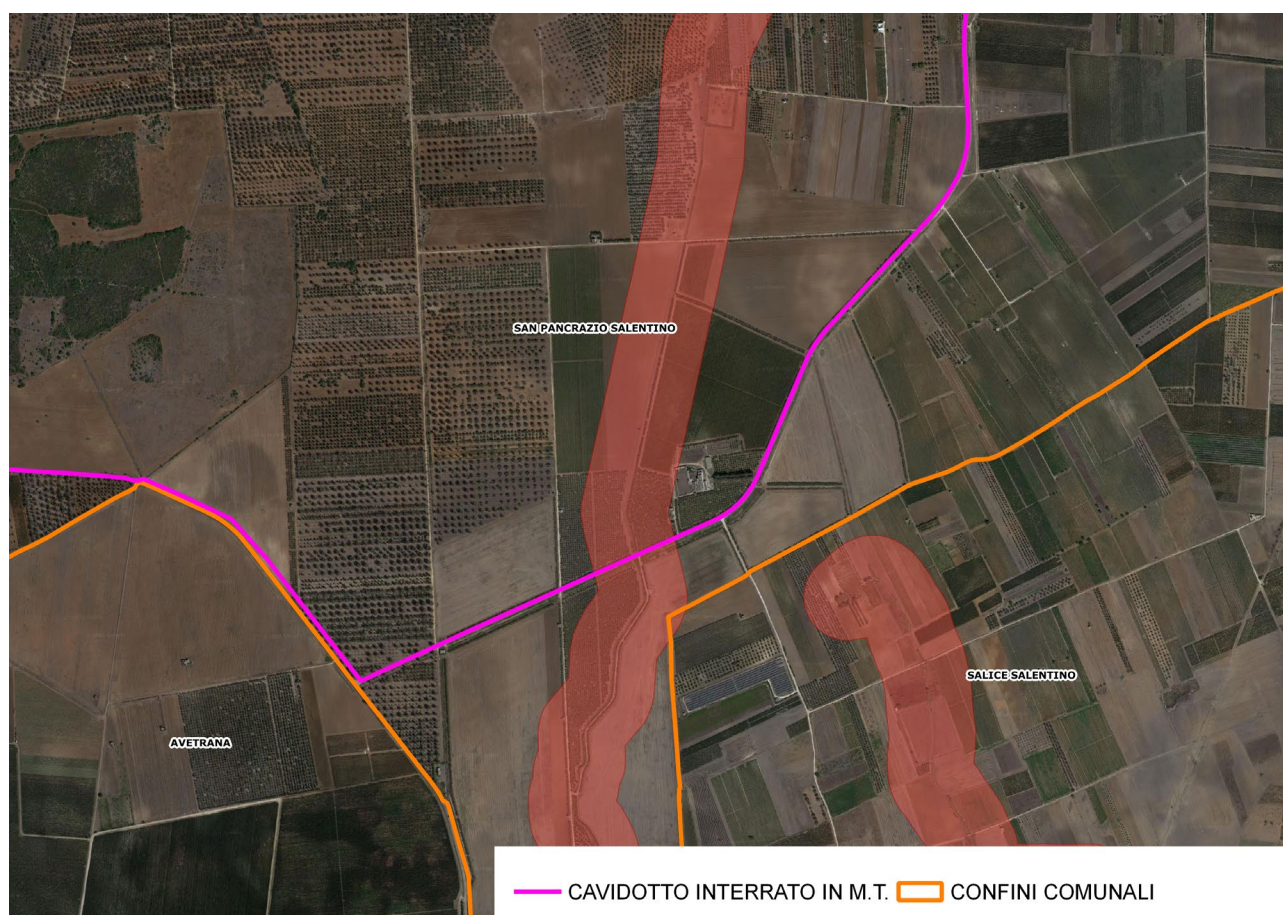 SAN PANCRAZIO SALENTINO
SALICE SALENTINO
AVETRANA
CAVIDOTTO INTERRATO IN M.T. CONFINI COMUNALI